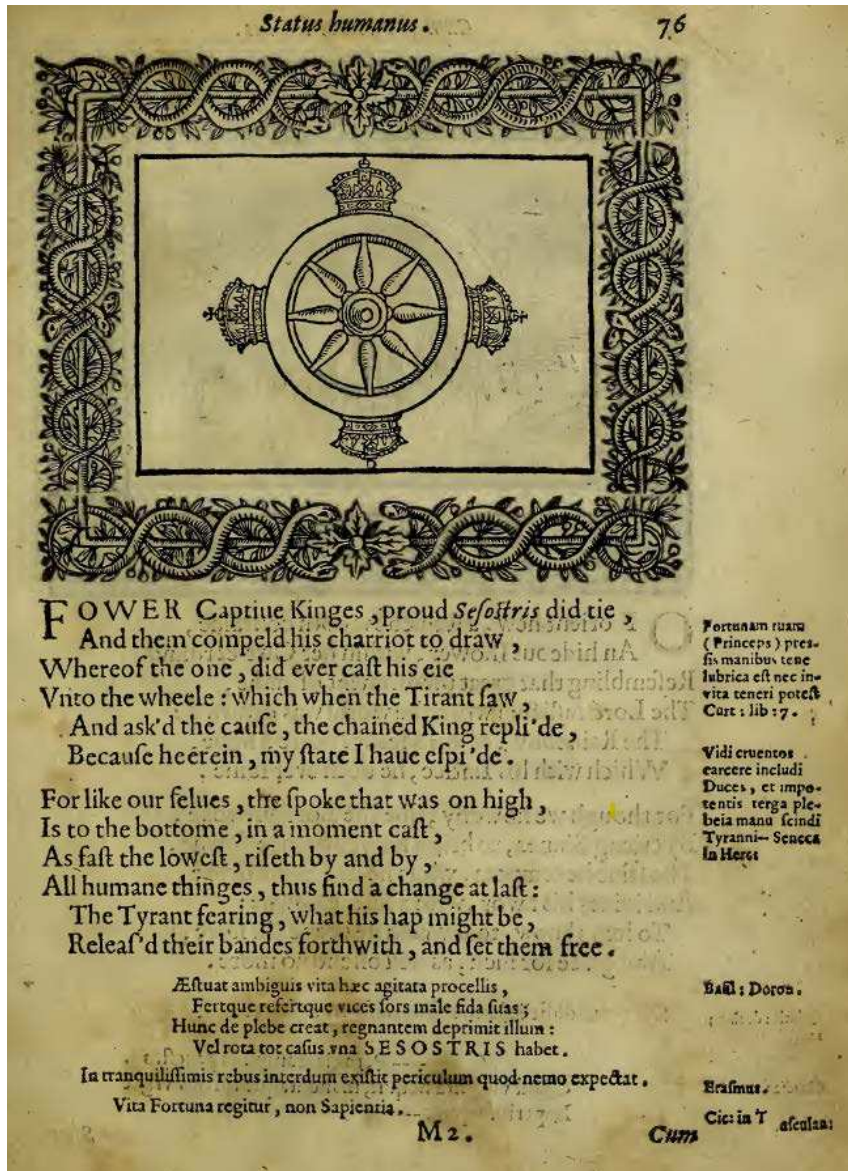 Status humanus. 76
FOWER Captiue Kinges, proud Sesostris did tie,
And them compeld his charriot to draw,
Whereof the one, did ever cast his eie
Vnto the wheele: which when the Tirant saw,
And ask'd the cause, the chained King repli'de,
Because heerein, my state I haue espi'de.
For like our selues, the spoke that was on high,
Is to the bottome, in a moment cast,
As fast the lowest, riseth by and by,
All humane thinges, thus find a change at last:
The Tyrant fearing, what his hap might be,
Releas'd their bandes forthwith, and set them free.
Fortunam tuam
(Princeps) pres-
sis manibus tene
lubrica est nec in-
vita teneri potest
Curt: lib: 7.
Vidi cruentos
carcere includi
Duces, et impo-
tentis terga ple-
beia manu scindi
Tyranni-- Seneca
In Herc:
Æstuat ambiguis vita hæc agitata procellis,
Fertque refertque vices sors male fida suas;
Hunc de plebe creat, regnantem deprimit illum:
Vel rota tot casus vna SESOSTRIS habet.
Basil: Doron.
In tranquilissimis rebus interdum existit periculum quod nemo expectat.
Erasmus.
Vita Fortuna regitur, non Sapientia.
Cic: in T asculan:
M2. Cum